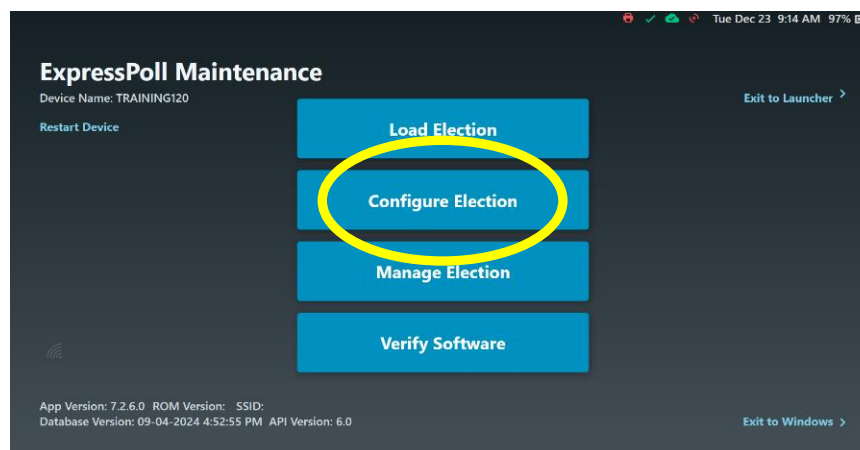 Tue Dec 23 9:14 AM 97%
ExpressPoll Maintenance
Device Name: TRAINING120
Exit to Launcher >
Restart Device
Load Election
Configure Election
Manage Election
Verify Software
App Version: 7.2.6.0 ROM Version: SSID:
Database Version: 09-04-2024 4:52:55 PM API Version: 6.0
Exit to Windows >